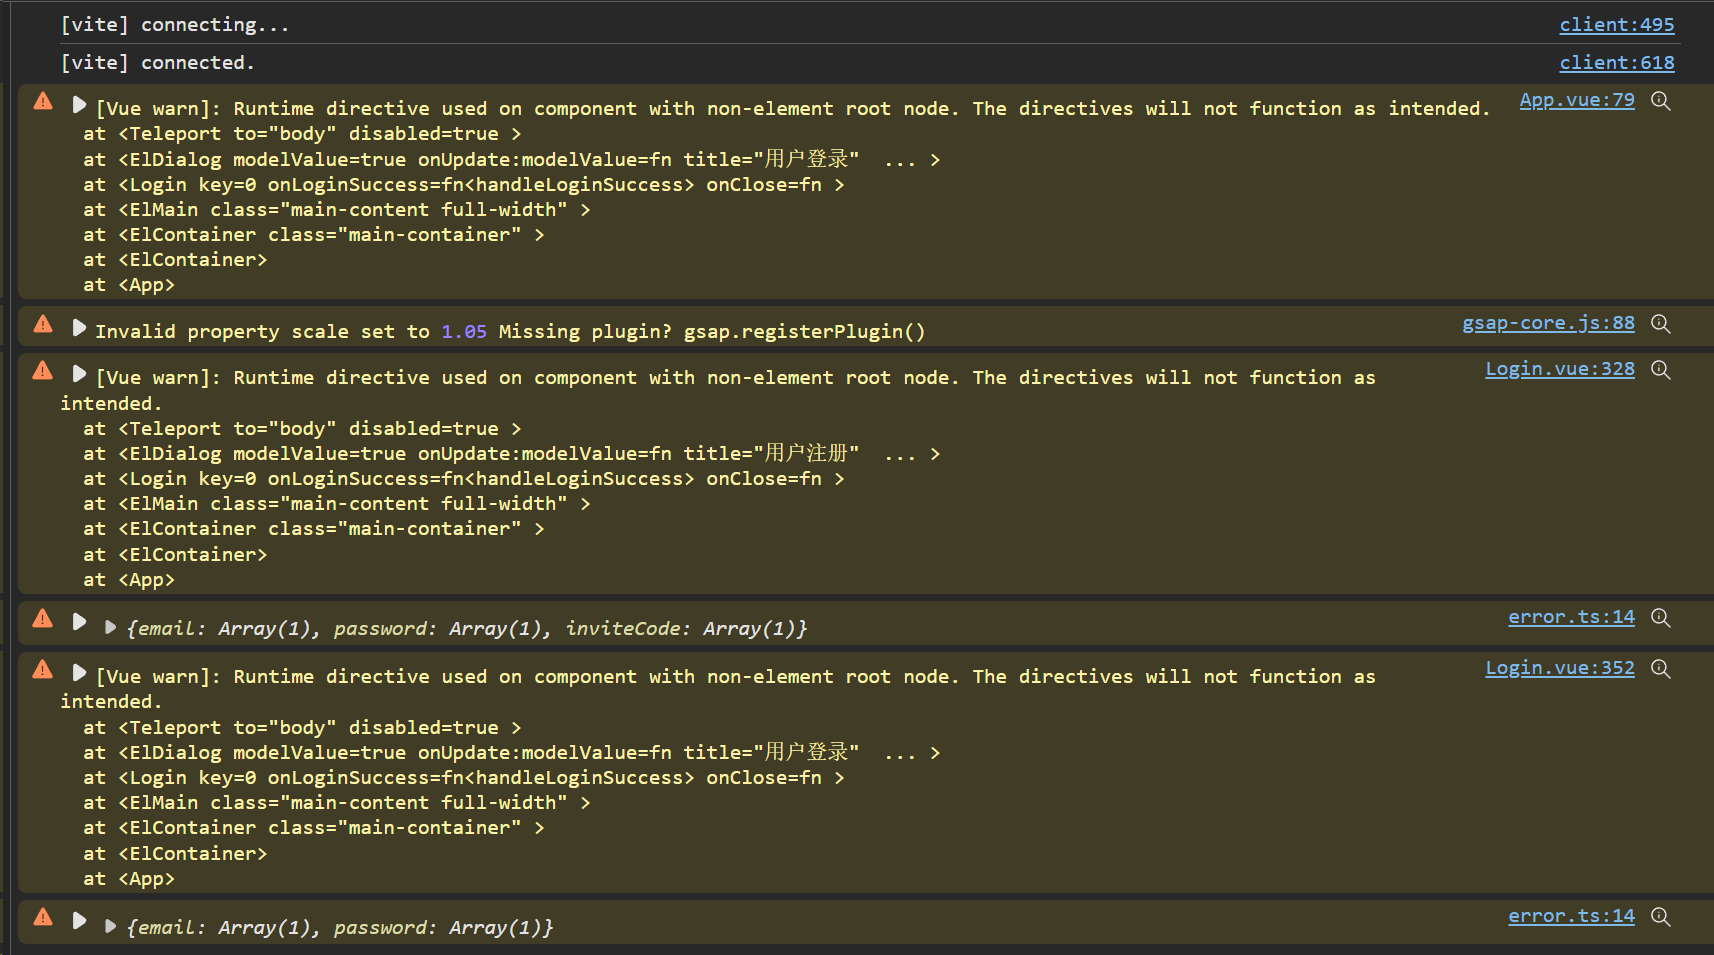 [vite] connecting... client:495
[vite] connected. client:618
[Vue warn]: Runtime directive used on component with non-element root node. The directives will not function as intended. App.vue:79
at <Teleport to="body" disabled=true >
at <ElDialog modelValue=true onUpdate:modelValue=fn title="用户登录" ... >
at <Login key=0 onLoginSuccess=fn<handleLoginSuccess> onClose=fn >
at <ElMain class="main-content full-width" >
at <ElContainer class="main-container" >
at <ElContainer>
at <App>
Invalid property scale set to 1.05 Missing plugin? gsap.registerPlugin() gsap-core.js:88
[Vue warn]: Runtime directive used on component with non-element root node. The directives will not function as Login.vue:328
intended.
at <Teleport to="body" disabled=true >
at <ElDialog modelValue=true onUpdate:modelValue=fn title="用户注册" ... >
at <Login key=0 onLoginSuccess=fn<handleLoginSuccess> onClose=fn >
at <ElMain class="main-content full-width" >
at <ElContainer class="main-container" >
at <ElContainer>
at <App>
{email: Array(1), password: Array(1), inviteCode: Array(1)} error.ts:14
[Vue warn]: Runtime directive used on component with non-element root node. The directives will not function as Login.vue:352
intended.
at <Teleport to="body" disabled=true >
at <ElDialog modelValue=true onUpdate:modelValue=fn title="用户登录" ... >
at <Login key=0 onLoginSuccess=fn<handleLoginSuccess> onClose=fn >
at <ElMain class="main-content full-width" >
at <ElContainer class="main-container" >
at <ElContainer>
at <App>
{email: Array(1), password: Array(1)} error.ts:14